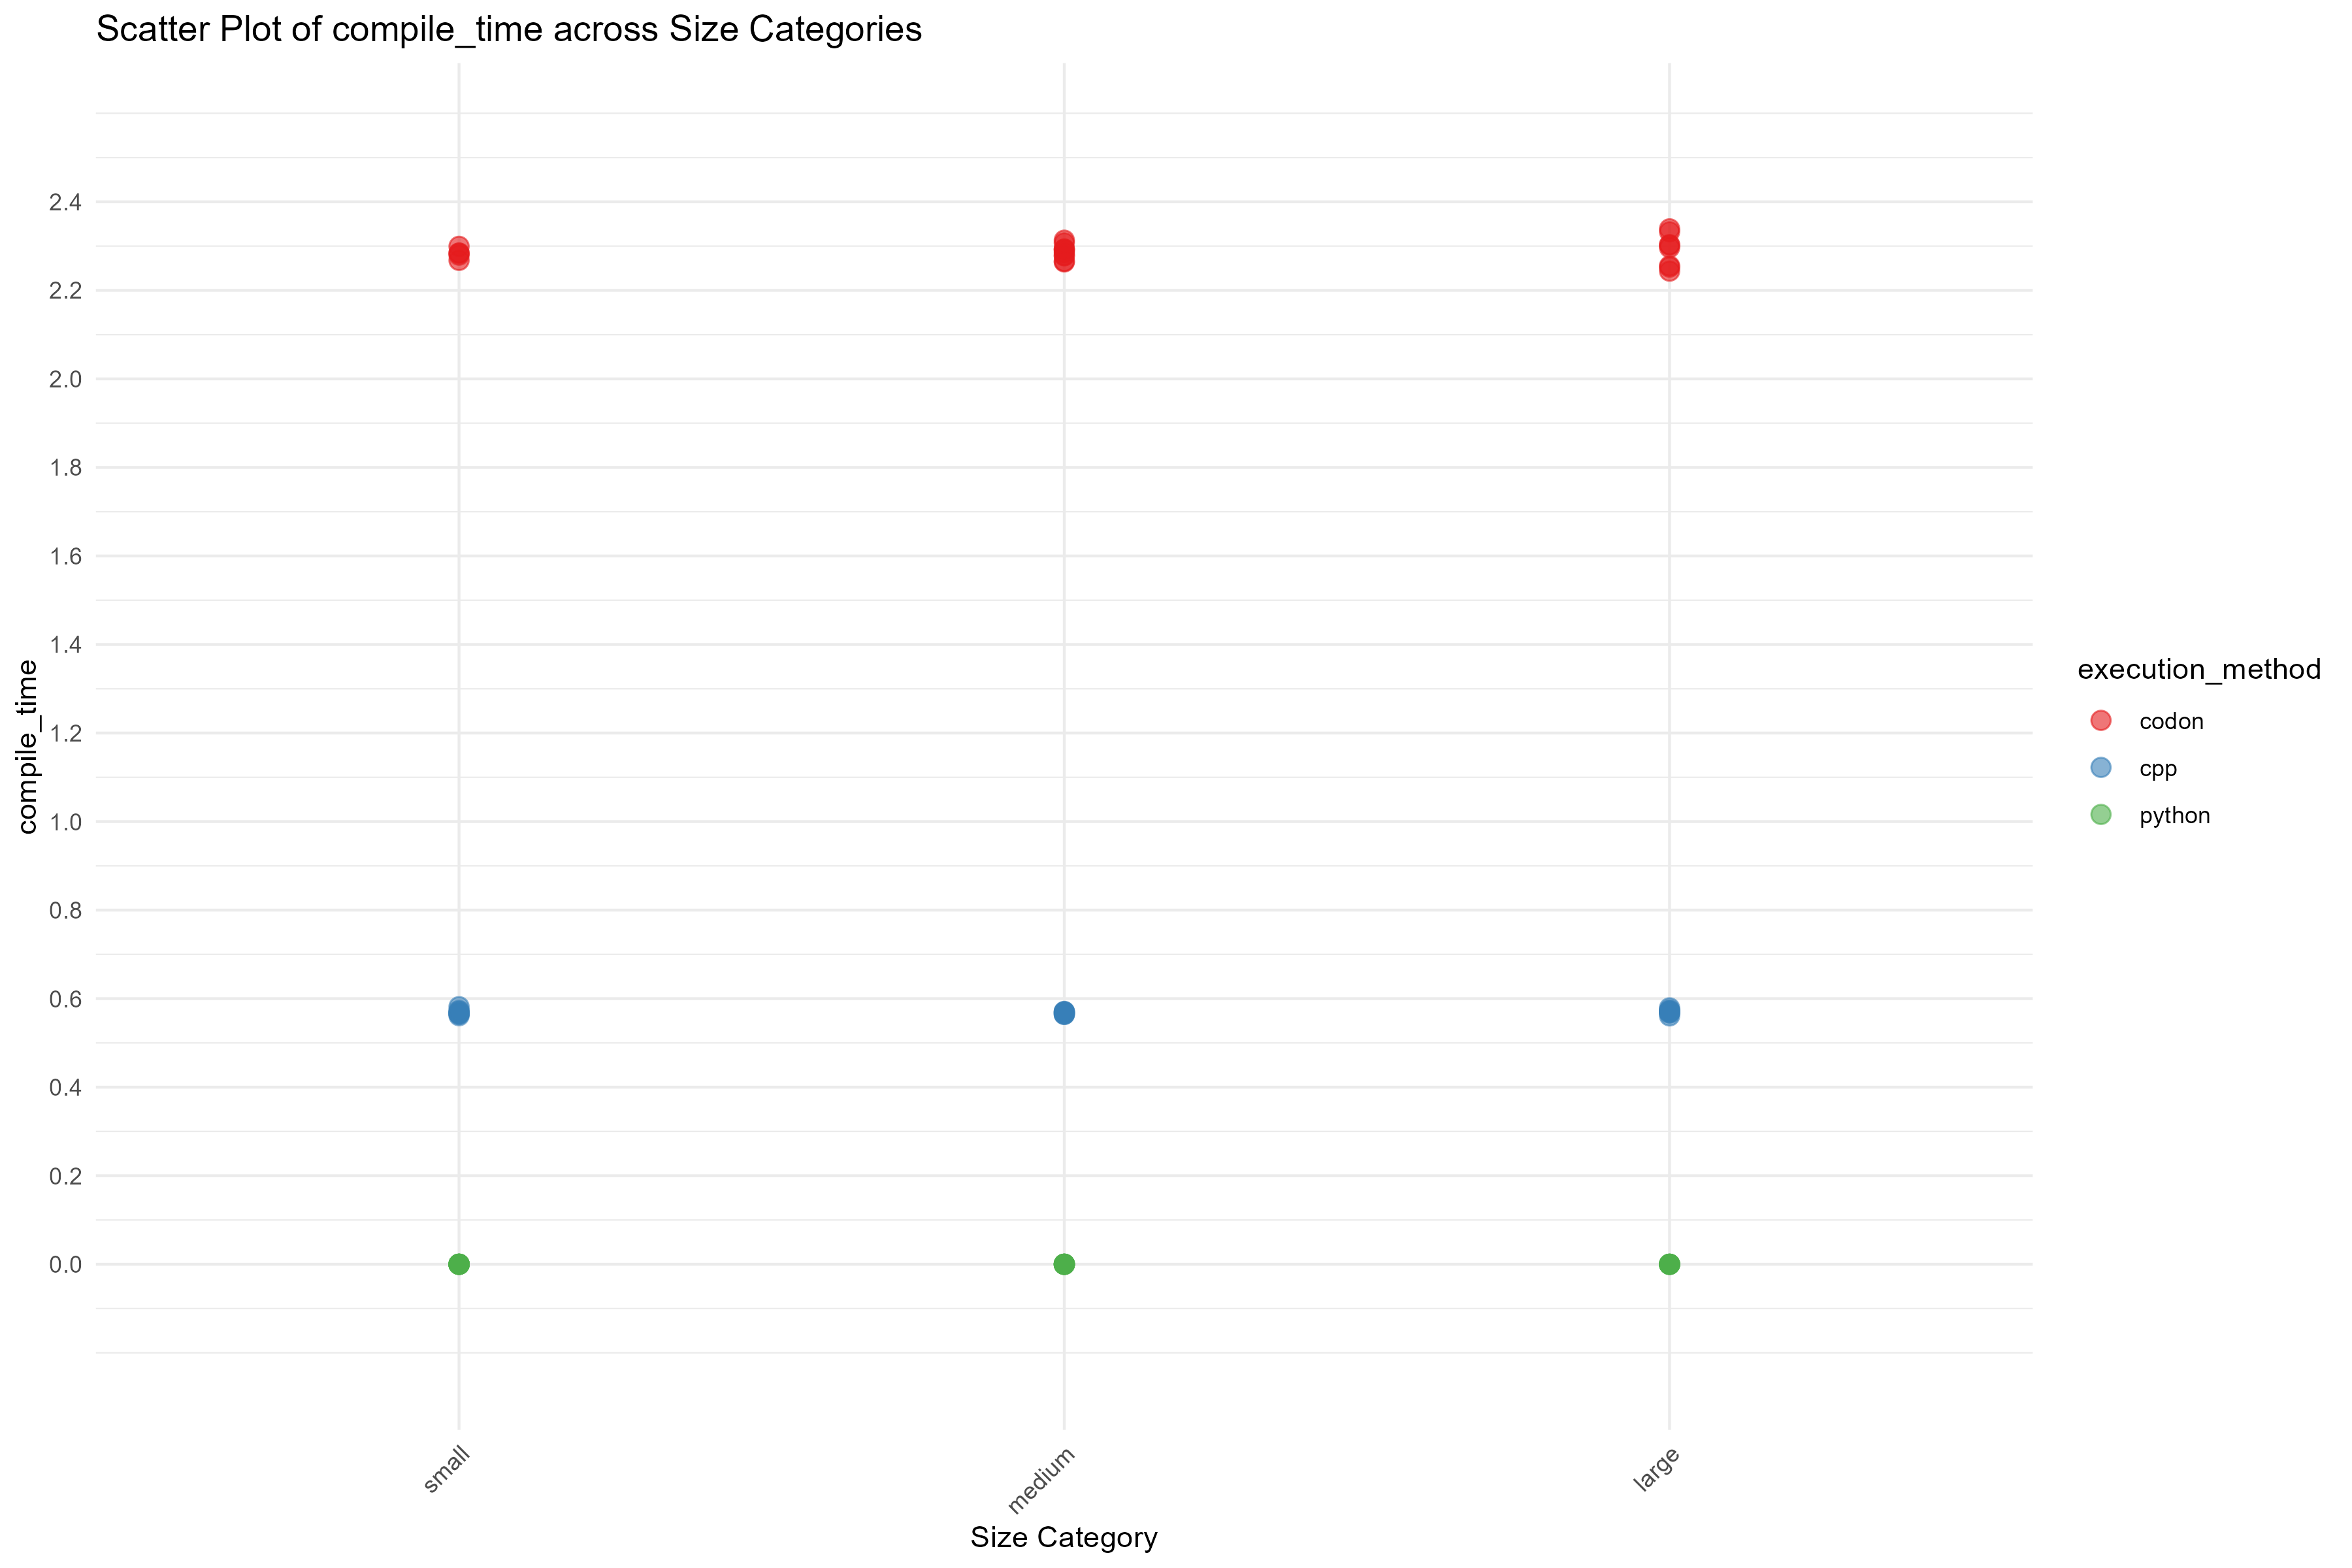 Scatter Plot of compile_time across Size Categories
compile_time
2.4
2.2
2.0
1.8
1.6
1.4
1.2
1.0
0.8
0.6
0.4
0.2
0.0
small
medium
large
Size Category
execution_method
codon
cpp
python